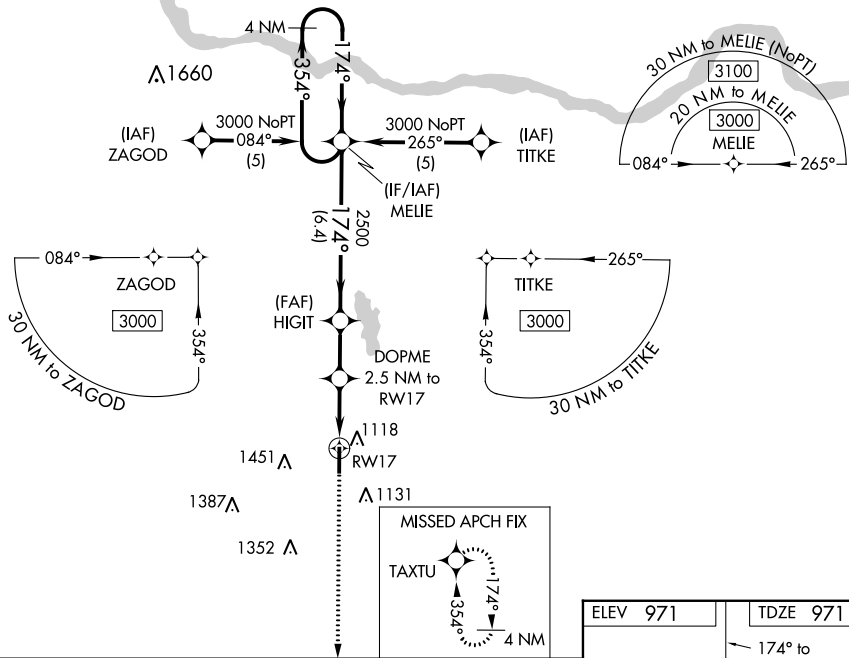 4 NM
174°
354°
1660
30 NM to MELIE (NoPT)
3100
20 NM to MELIE
3000
MELIE
084°
265°
(IAF)
ZAGOD
3000 NoPT
084°
(5)
3000 NoPT
265°
(5)
(IAF)
TITKE
(IF/IAF)
MELIE
2500
174°
(6.4)
084°
ZAGOD
3000
354°
30 NM to ZAGOD
265°
TITKE
3000
354°
30 NM to TITKE
(FAF)
HIGIT
DOPME
2.5 NM to
RW17
1118
RW17
1451
1387
1131
1352
MISSED APCH FIX
TAXTU
174°
354°
4 NM
ELEV 971
TDZE 971
174° to